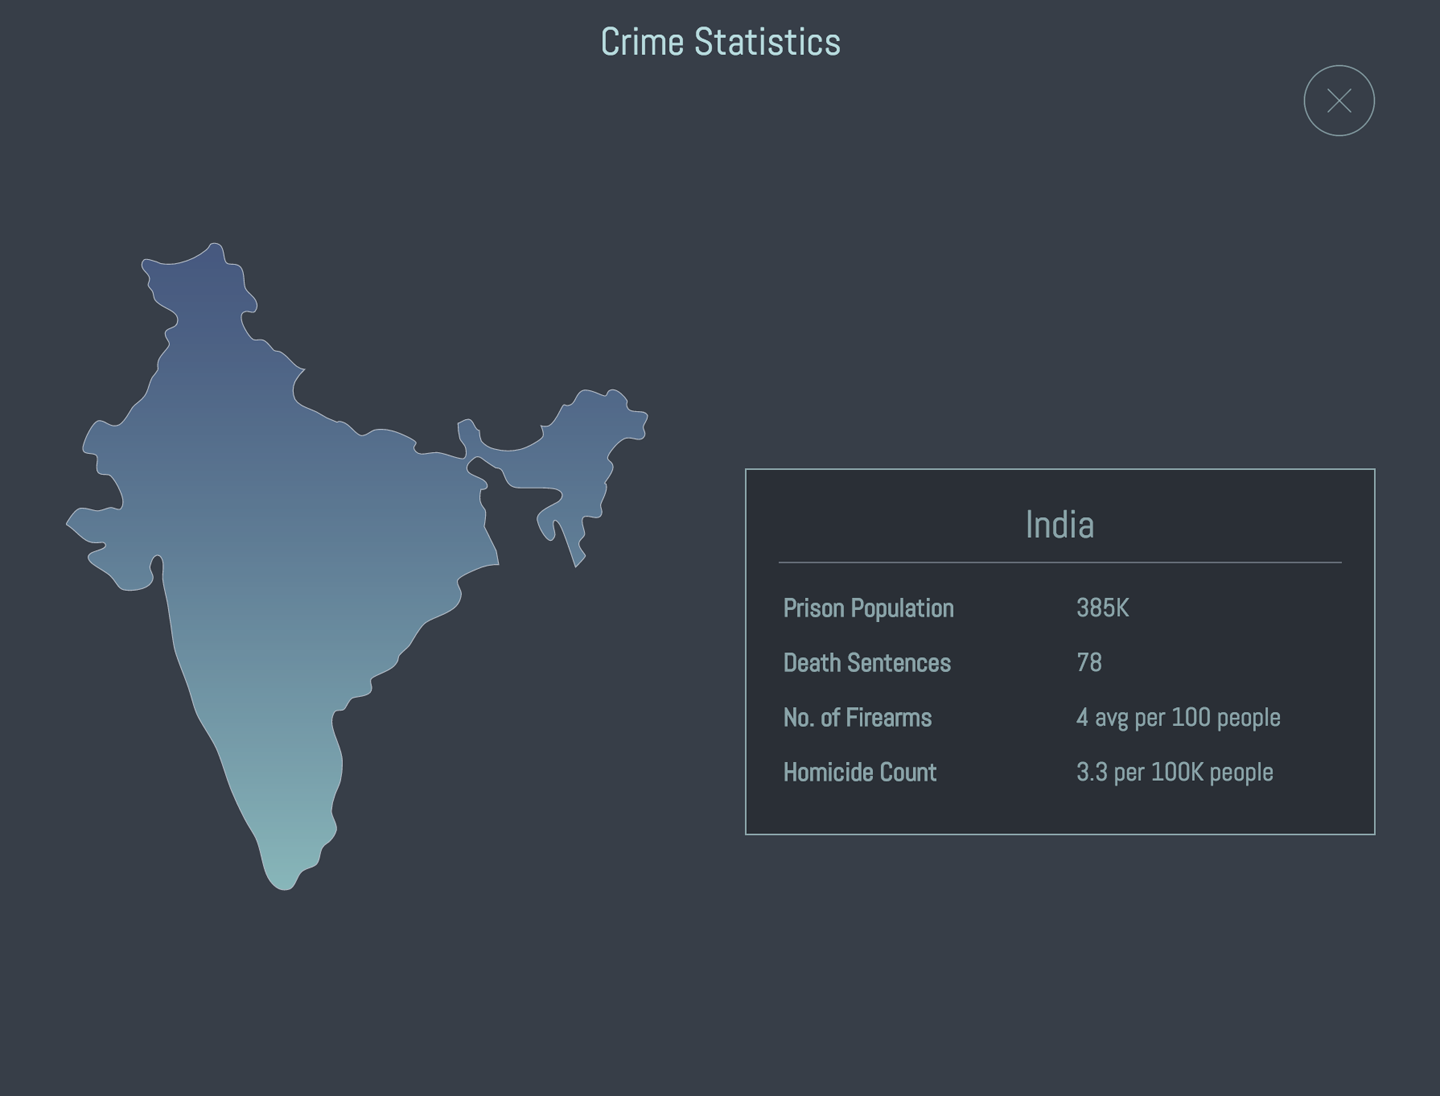 Crime Statistics
India
Prison Population 385K
Death Sentences 78
No. of Firearms 4 avg per 100 people
Homicide Count 3.3 per 100K people